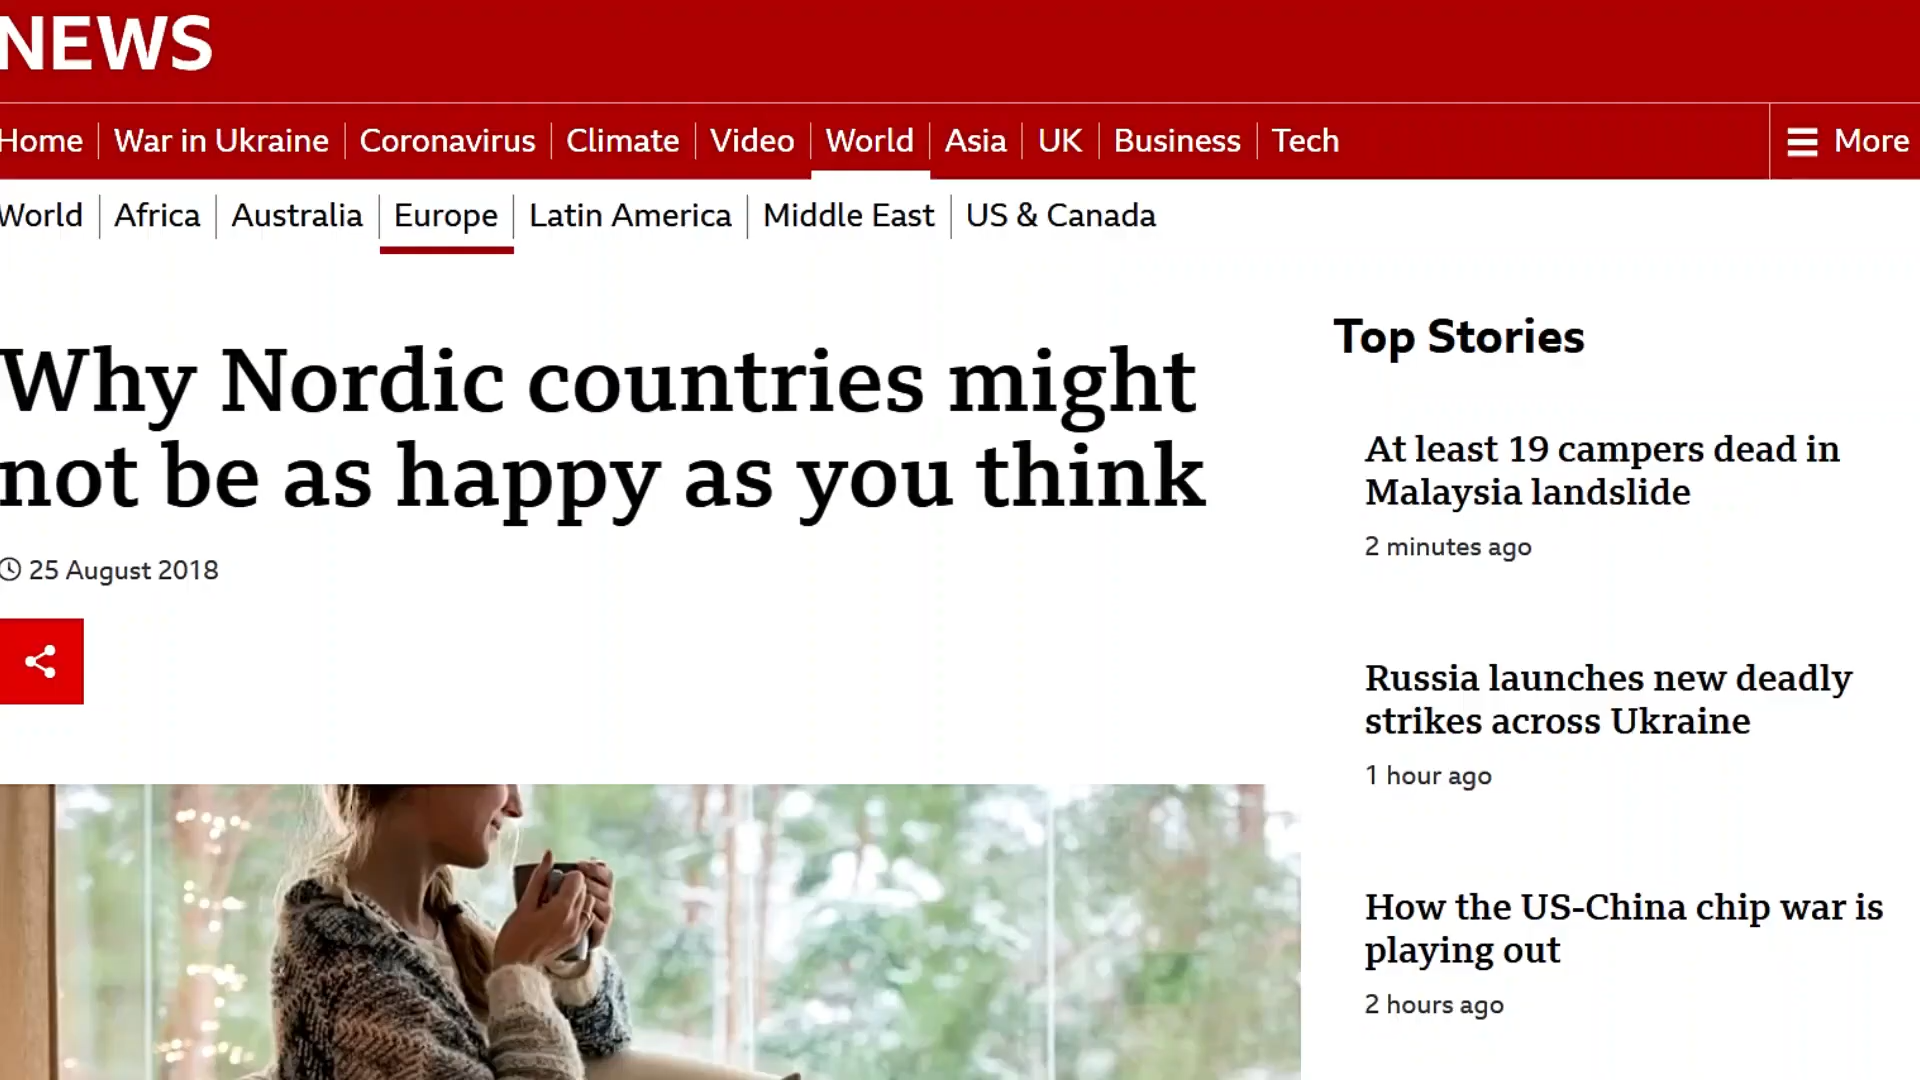 NEWS
Home War in Ukraine Coronavirus Climate Video World Asia UK Business Tech More
World Africa Australia Europe Latin America Middle East US & Canada
Why Nordic countries might
not be as happy as you think
25 August 2018
Top Stories
At least 19 campers dead in
Malaysia landslide
2 minutes ago
Russia launches new deadly
strikes across Ukraine
1 hour ago
How the US-China chip war is
playing out
2 hours ago